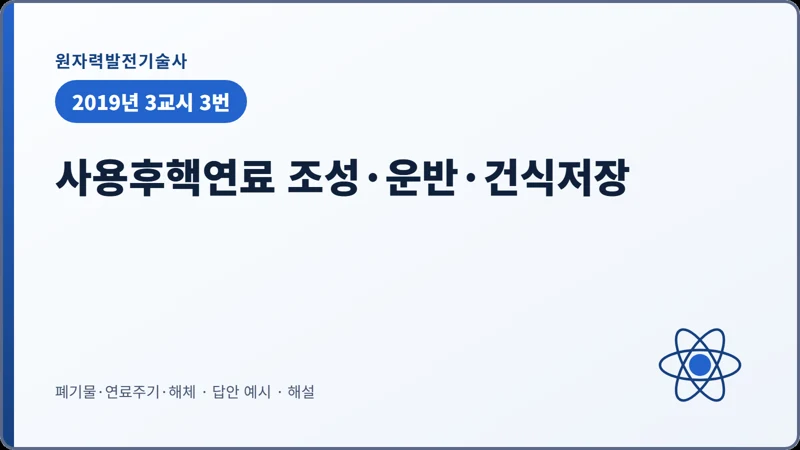 원자력발전기술사
2019년 3교시 3번
사용후핵연료 조성·운반·건식저장
폐기물·연료주기·해체 · 답안 예시 · 해설